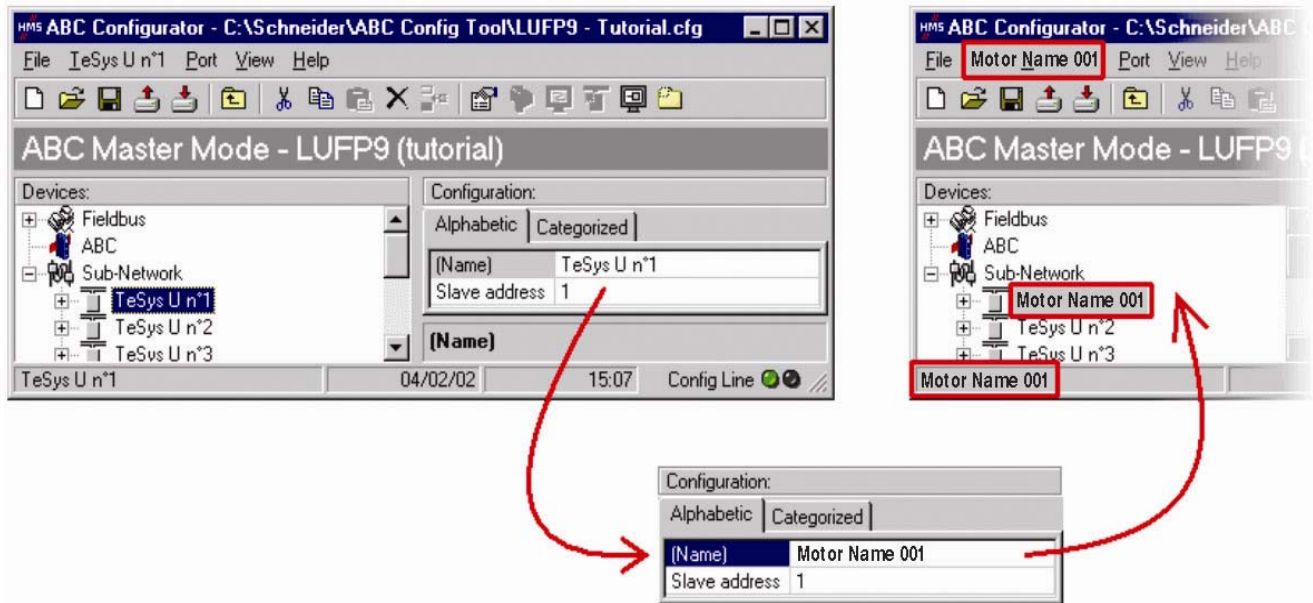 HMS ABC Configurator - C:\Schneider\ABC Config Tool\LUFP9 - Tutorial.cfg
File TeSys U n°1 Port View Help
ABC Master Mode - LUFP9 (tutorial)
Devices:
Fieldbus
ABC
Sub-Network
TeSys U n°1
TeSys U n°2
TeSys U n°3
Configuration:
Alphabetic Categorized
(Name) TeSys U n°1
Slave address 1
(Name)
TeSys U n°1 04/02/02 15:07 Config Line
HMS ABC Configurator - C:\Schneider\ABC
File Motor Name 001 Port View Help
ABC Master Mode - LUFP9
Devices:
Fieldbus
ABC
Sub-Network
Motor Name 001
TeSys U n°2
TeSys U n°3
Motor Name 001
Configuration:
Alphabetic Categorized
(Name) Motor Name 001
Slave address 1